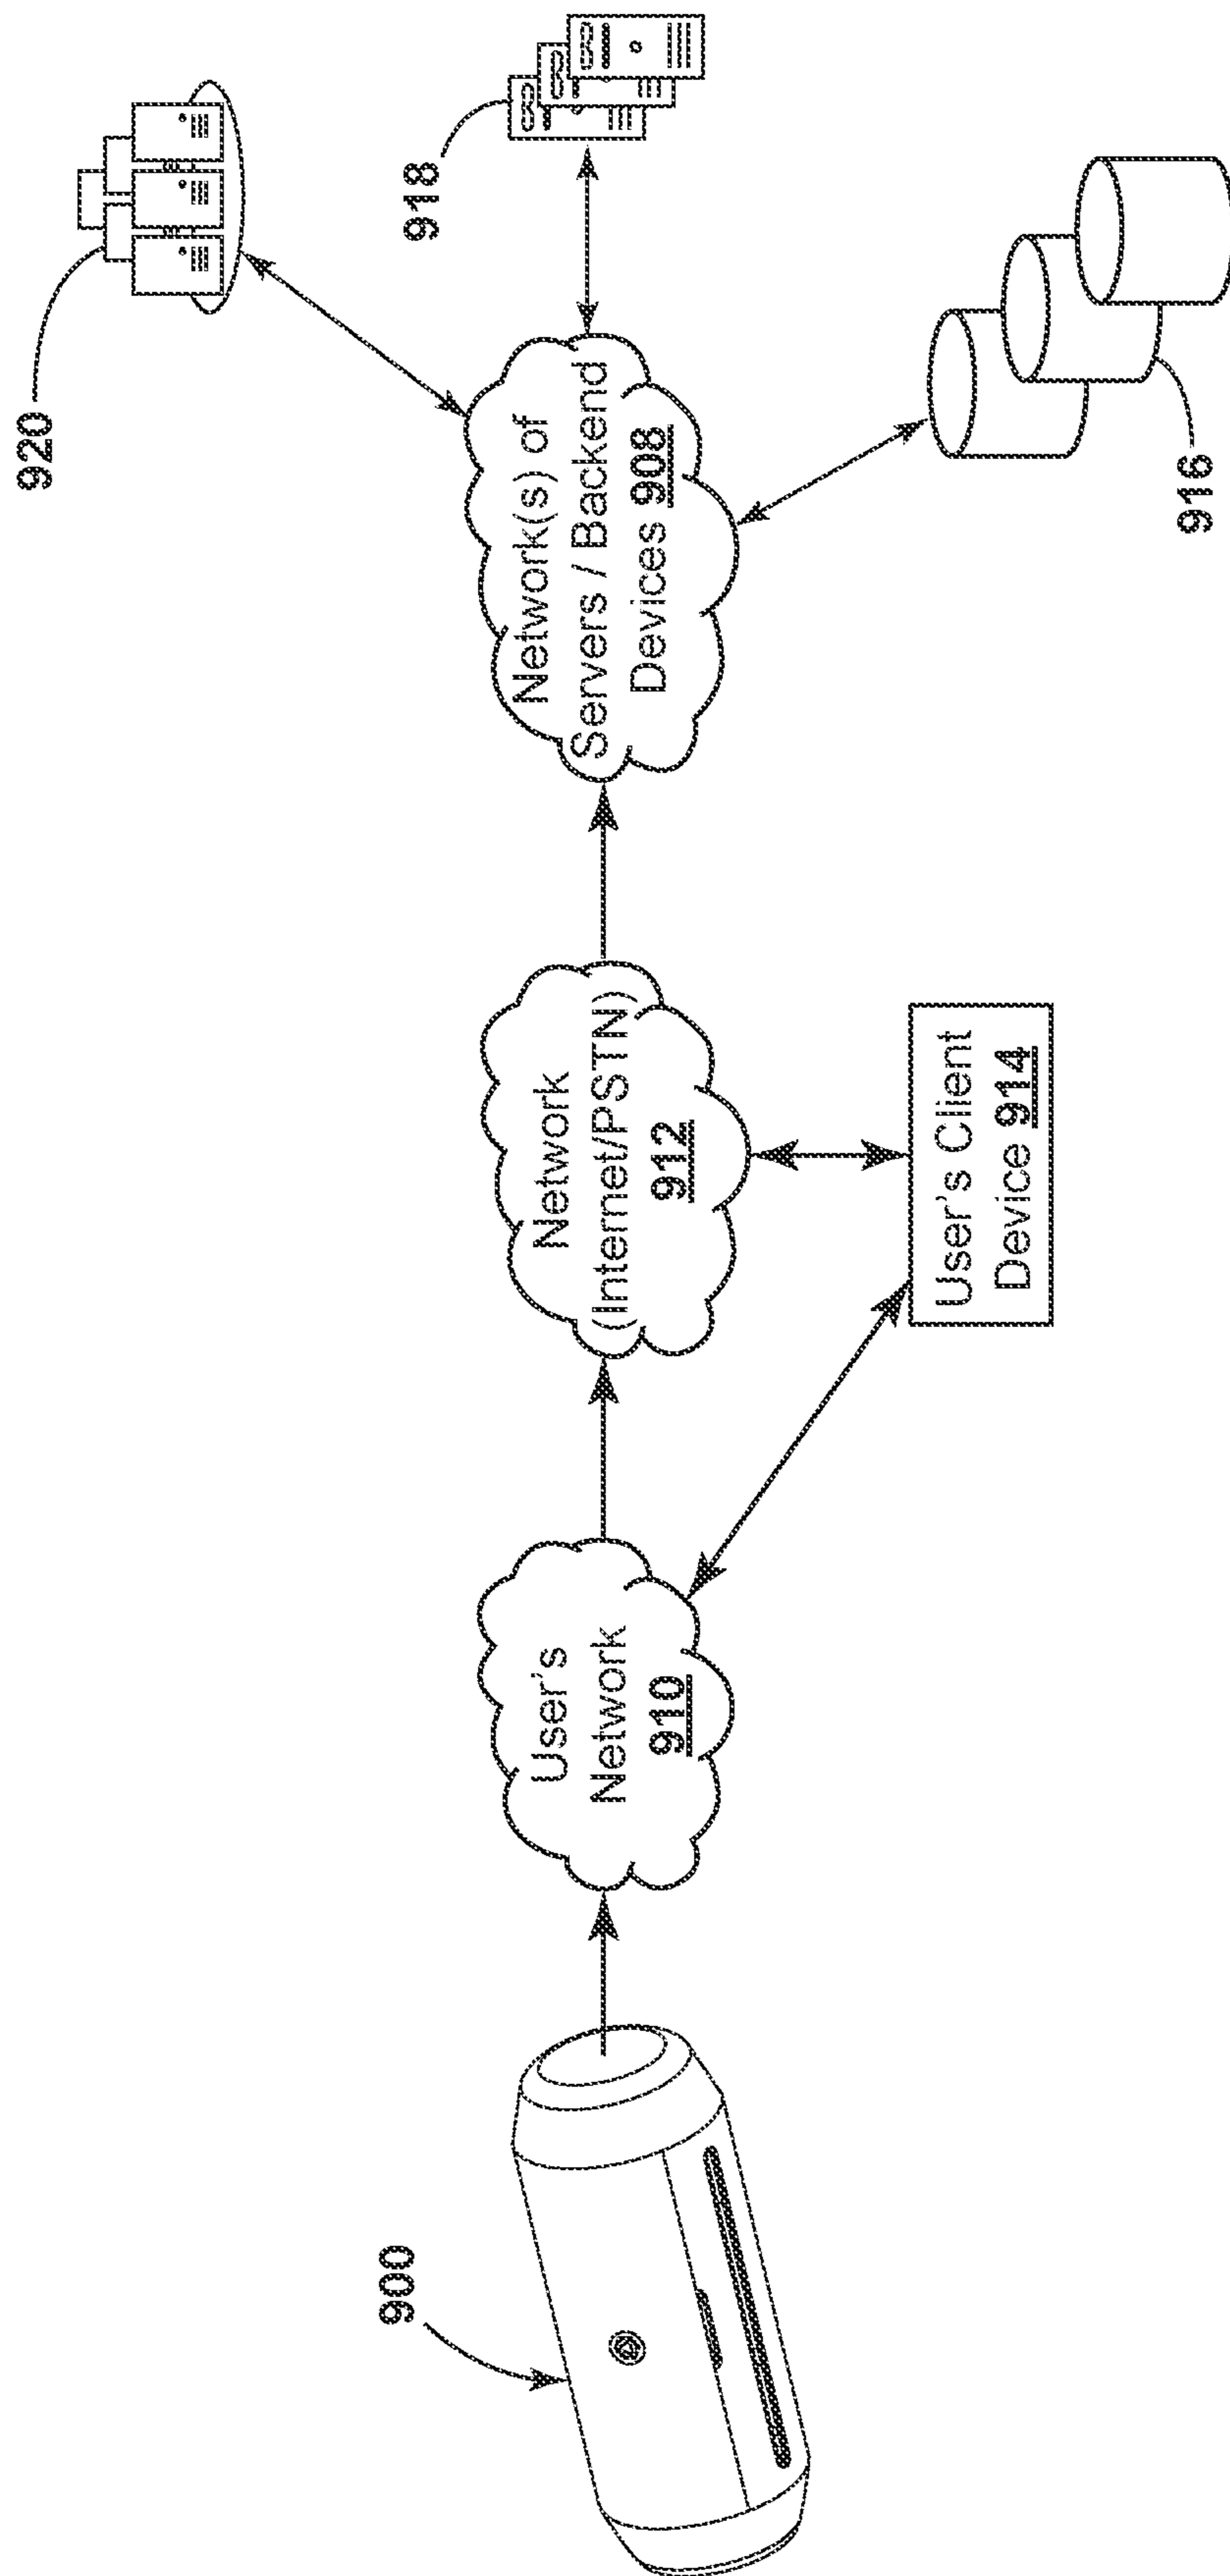 920
918
Network(s) of
Servers / Backend
Devices 908
916
Network
(Internet/PSTN)
912
User's Client
Device 914
User's
Network
910
900